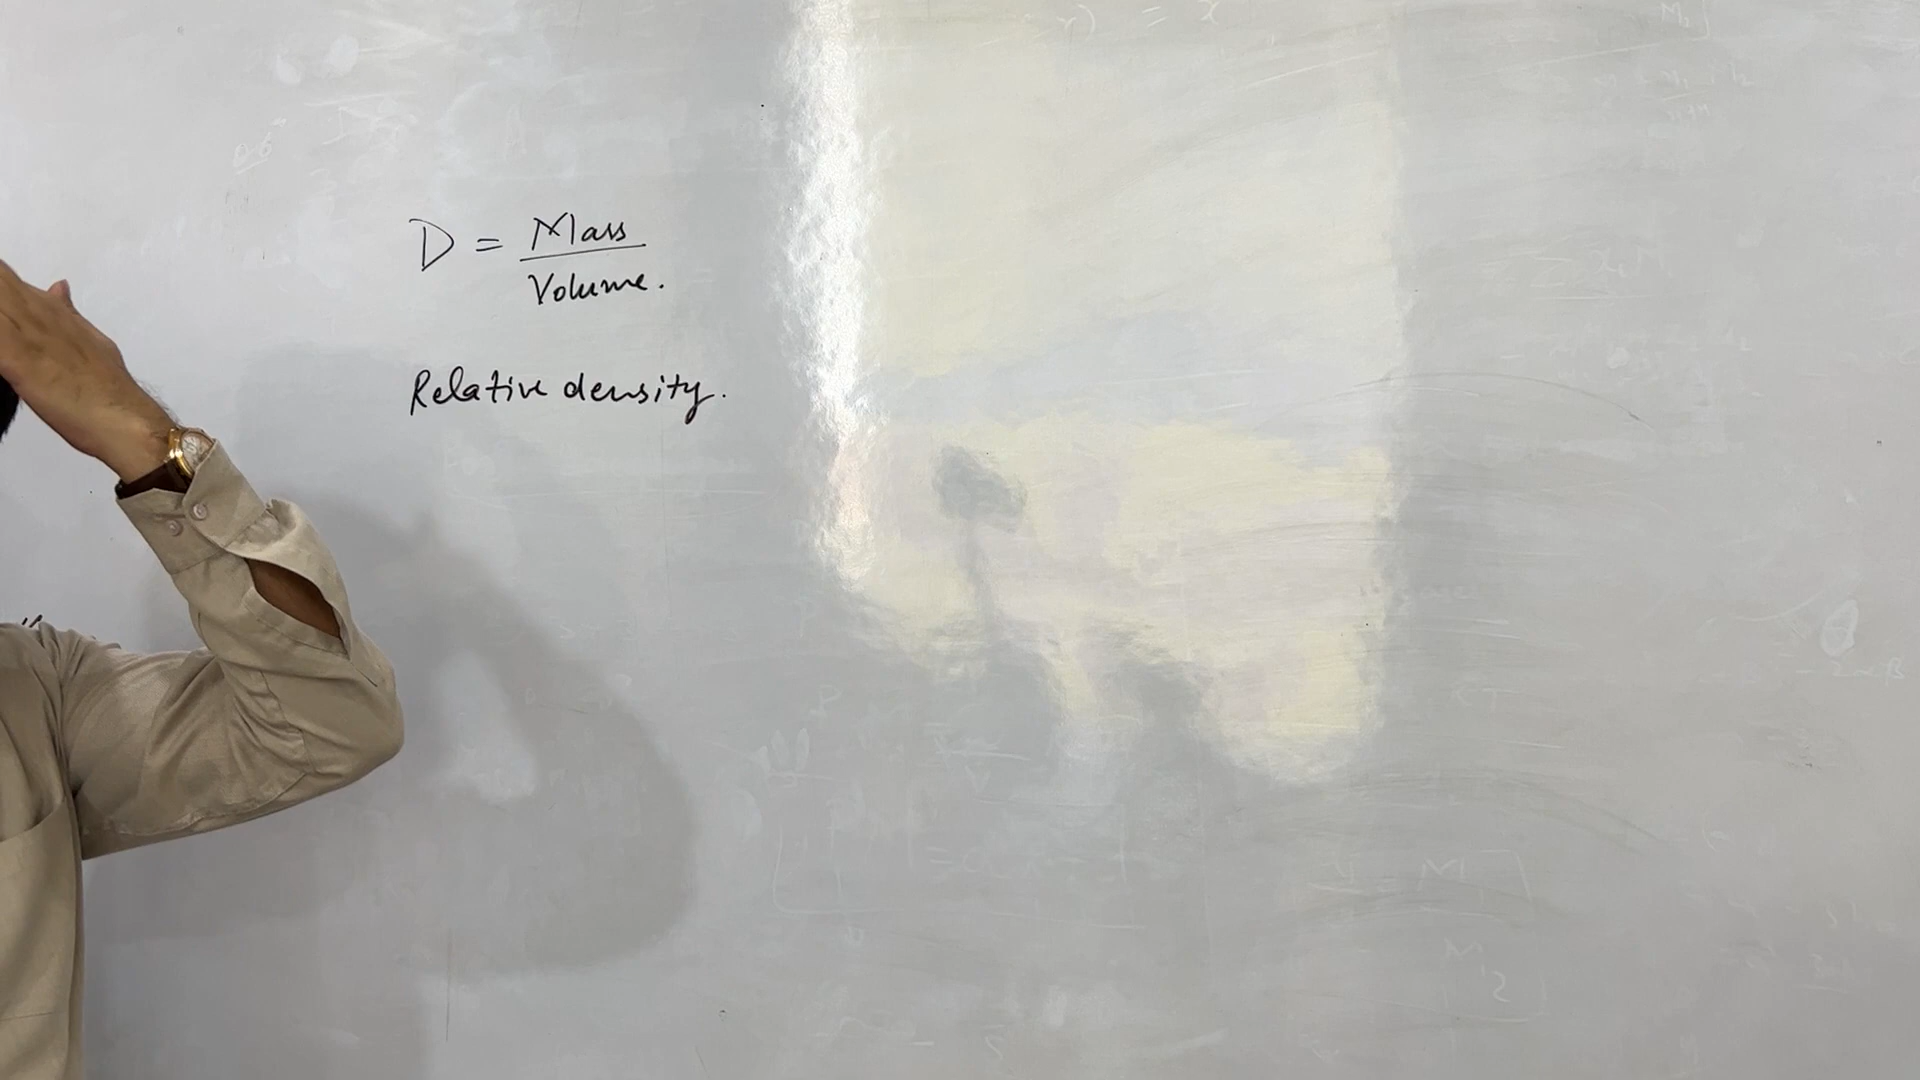 D = Mass
Volume.
Relative density.